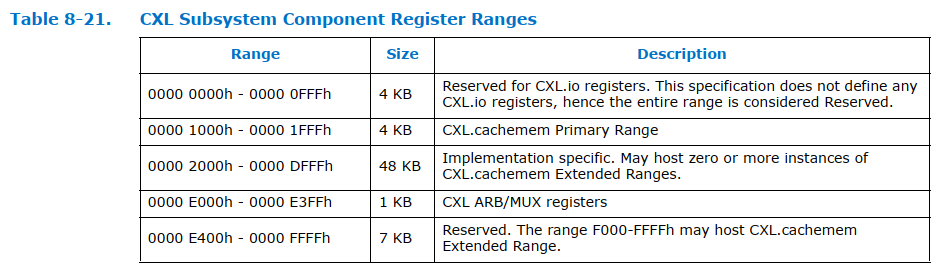 Table 8-21. CXL Subsystem Component Register Ranges
Range Size Description
0000 0000h - 0000 0FFFh 4 KB Reserved for CXL.io registers. This specification does not define any
CXL.io registers, hence the entire range is considered Reserved.
0000 1000h - 0000 1FFFh 4 KB CXL.cachemem Primary Range
0000 2000h - 0000 DFFFh 48 KB Implementation specific. May host zero or more instances of
CXL.cachemem Extended Ranges.
0000 E000h - 0000 E3FFh 1 KB CXL ARB/MUX registers
0000 E400h - 0000 FFFFh 7 KB Reserved. The range F000-FFFFh may host CXL.cachemem
Extended Range.